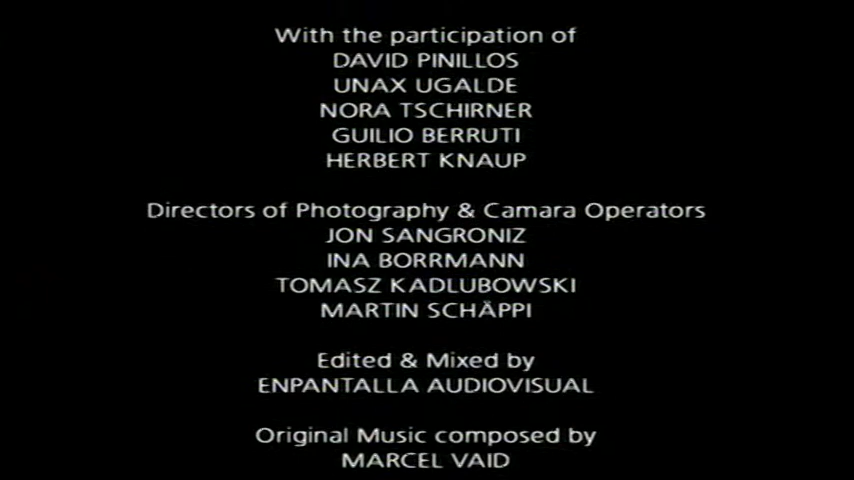 With the participation of
DAVID PINILLOS
UNAX UGALDE
NORA TSCHIRNER
GUILIO BERRUTI
HERBERT KNAUP
Directors of Photography & Camara Operators
JON SANGRONIZ
INA BORRMANN
TOMASZ KADLUBOWSKI
MARTIN SCHÄPPI
Edited & Mixed by
ENPANTALLA AUDIOVISUAL
Original Music composed by
MARCEL VAID